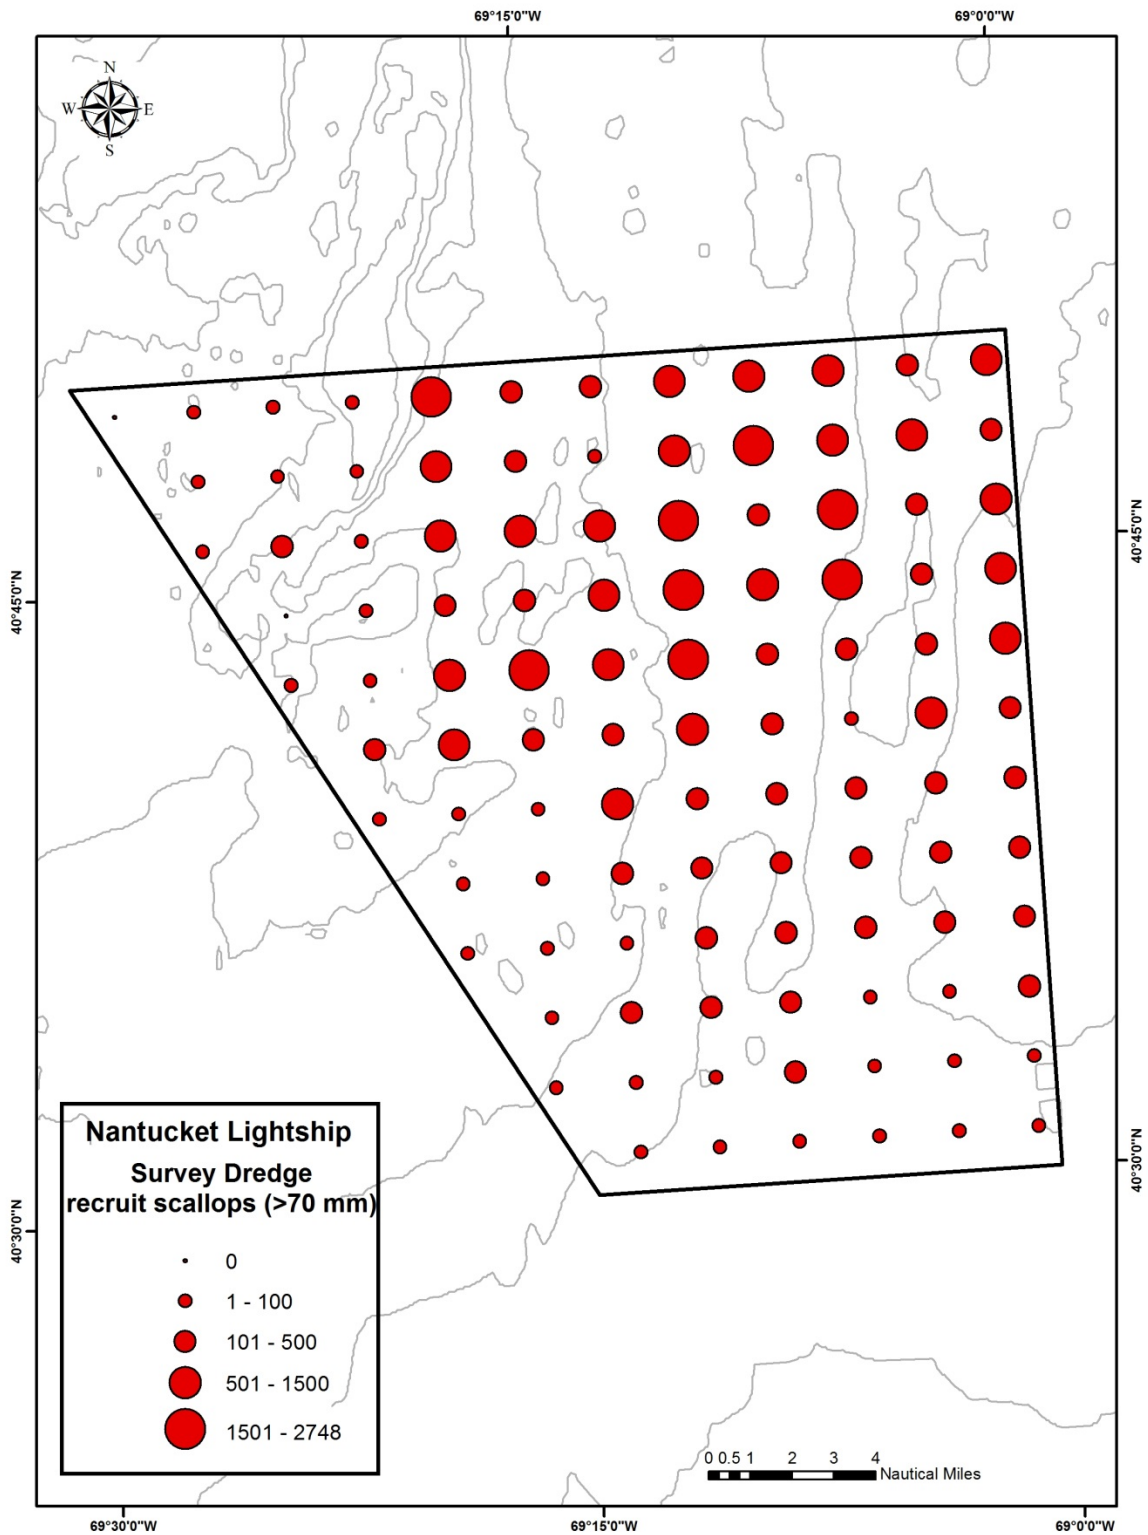 69°15'0"W
69°0'0"W
N
W
E
S
40°45'0"N
40°45'0"N
40°30'0"N
40°30'0"N
Nantucket Lightship
Survey Dredge
recruit scallops (>70 mm)
0
1 - 100
101 - 500
501 - 1500
1501 - 2748
0 0.5 1 2 3 4
Nautical Miles
69°30'0"W
69°15'0"W
69°0'0"W